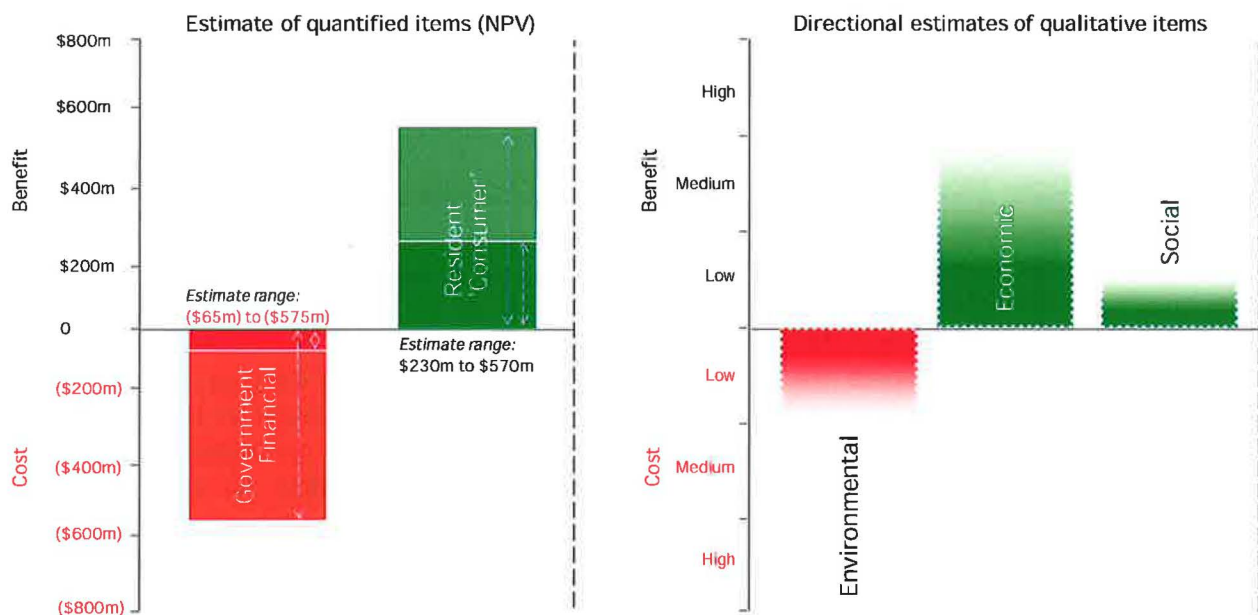 Estimate of quantified items (NPV)
$800m
$600m
$400m
$200m
0
($200m)
($400m)
($600m)
($800m)
Benefit
Cost
Estimate range:
($65m) to ($575m)
Government
Financial
Resident
"Consumer"
Estimate range:
$230m to $570m
Directional estimates of qualitative items
High
Medium
Low
Low
Medium
High
Benefit
Cost
Environmental
Economic
Social